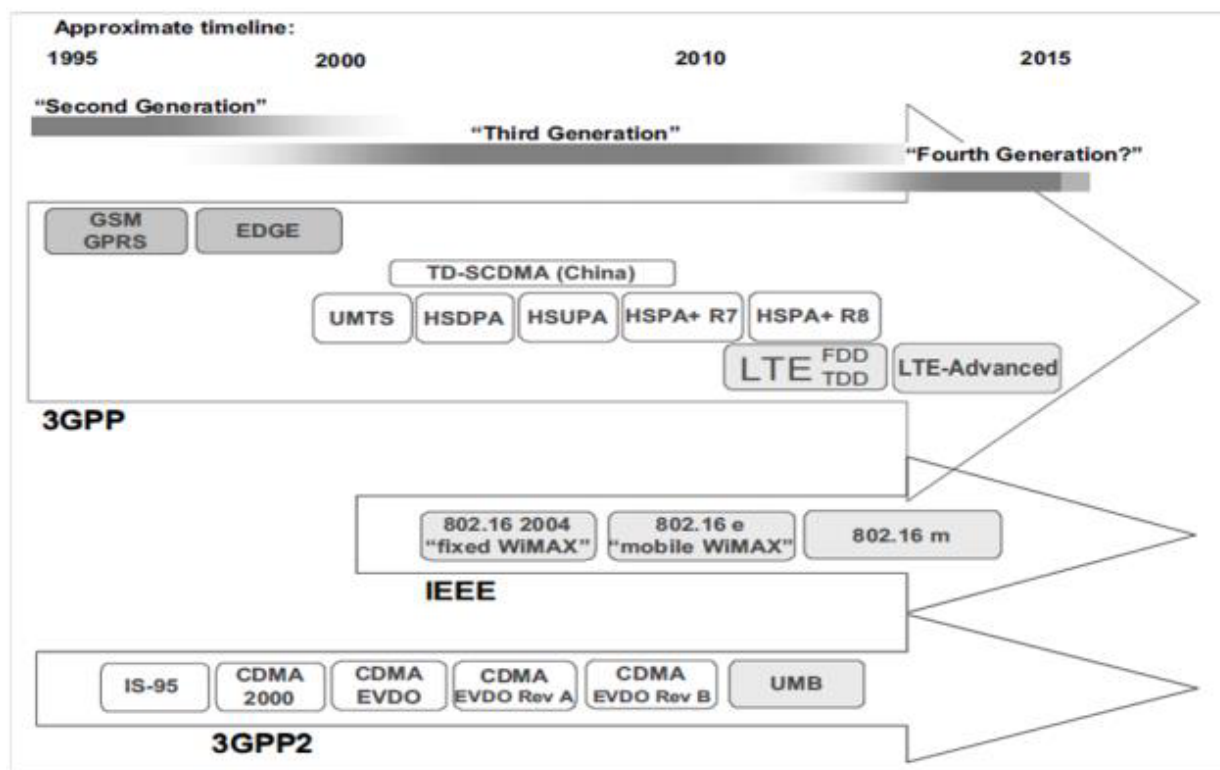 Approximate timeline:
1995 2000 2010 2015
“Second Generation”
“Third Generation”
“Fourth Generation?”
GSM
GPRS
EDGE
TD-SCDMA (China)
UMTS
HSDPA
HSUPA
HSPA+ R7
HSPA+ R8
LTE FDD
TDD
LTE-Advanced
3GPP
802.16 2004
“fixed WiMAX”
802.16 e
“mobile WiMAX”
802.16 m
IEEE
IS-95
CDMA
2000
CDMA
EVDO
CDMA
EVDO Rev A
CDMA
EVDO Rev B
UMB
3GPP2